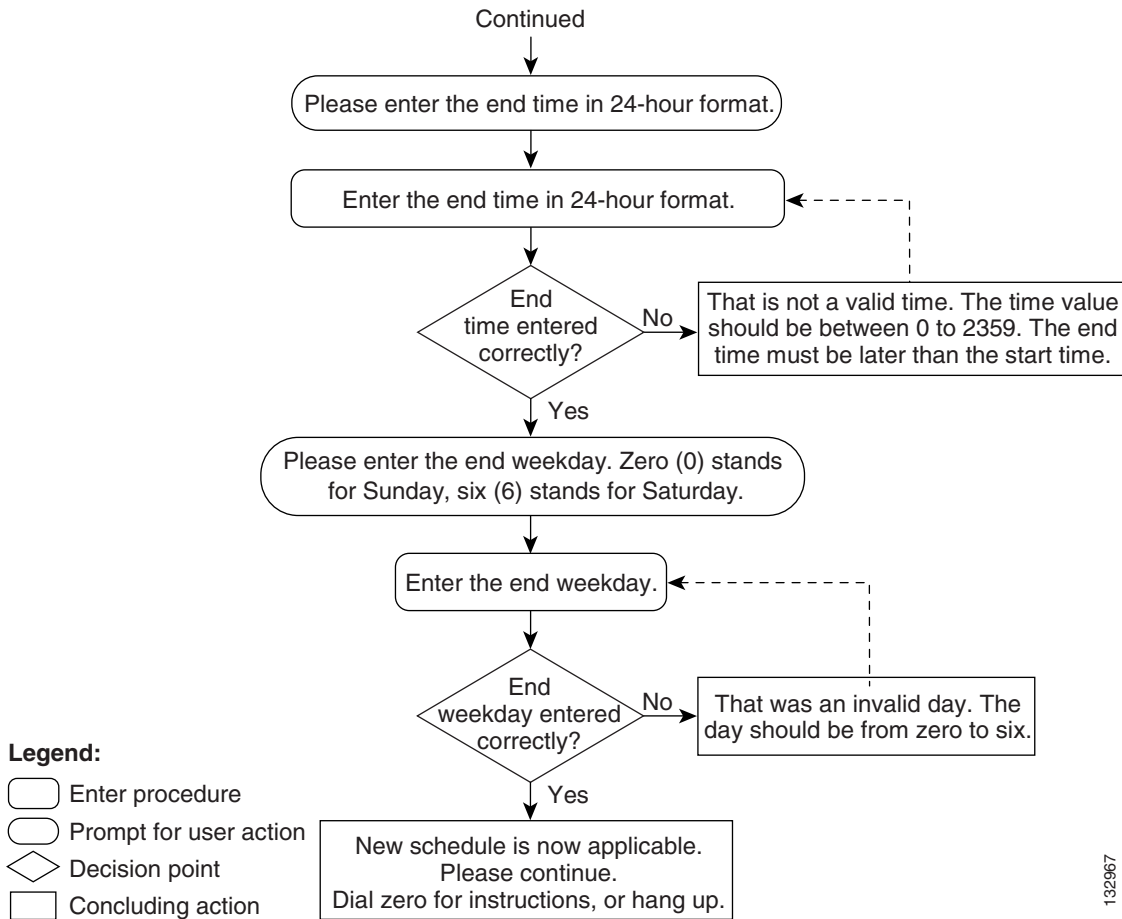 Continued
Please enter the end time in 24-hour format.
Enter the end time in 24-hour format.
End
time entered
correctly?
No
That is not a valid time. The time value
should be between 0 to 2359. The end
time must be later than the start time.
Yes
Please enter the end weekday. Zero (0) stands
for Sunday, six (6) stands for Saturday.
Enter the end weekday.
End
weekday entered
correctly?
No
That was an invalid day. The
day should be from zero to six.
Yes
New schedule is now applicable.
Please continue.
Dial zero for instructions, or hang up.
Legend:
Enter procedure
Prompt for user action
Decision point
Concluding action
132967